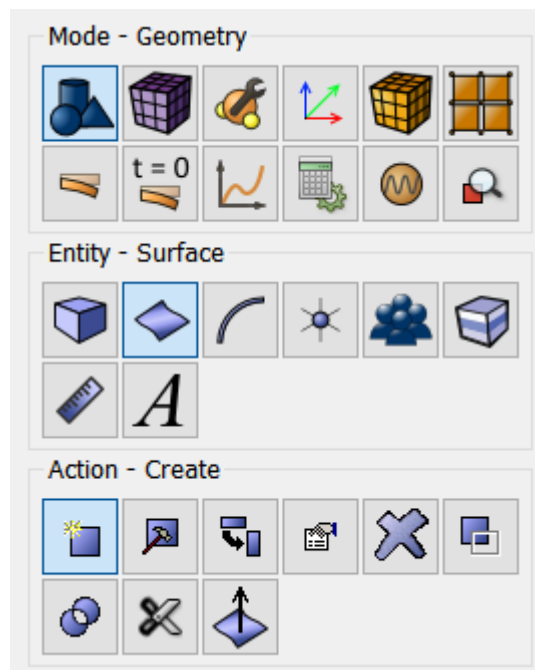 Mode - Geometry
t = 0
Entity - Surface
A
Action - Create